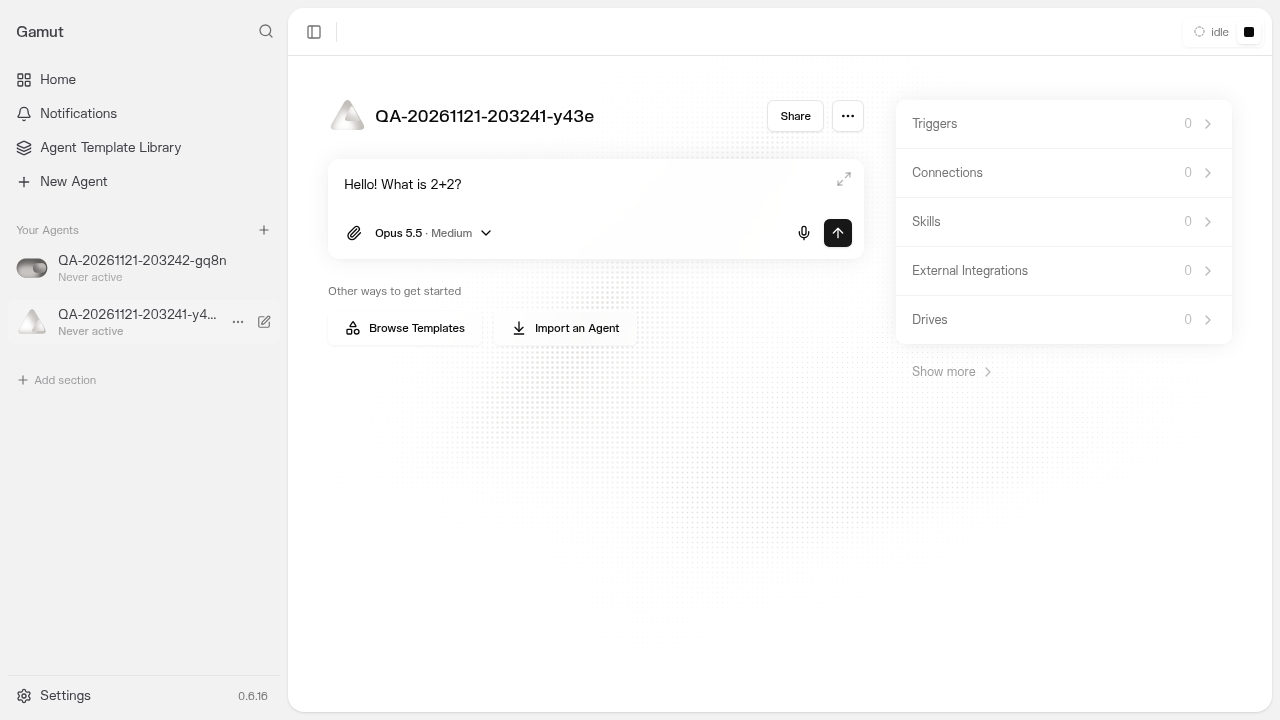 Gamut
Home
Notifications
Agent Template Library
New Agent
Your Agents
QA-20261121-203242-gq8n
Never active
QA-20261121-203241-y4...
Never active
Add section
Settings
0.6.16
idle
QA-20261121-203241-y43e
Share
Hello! What is 2+2?
Opus 5.5 · Medium
Other ways to get started
Browse Templates
Import an Agent
Triggers 0
Connections 0
Skills 0
External Integrations 0
Drives 0
Show more